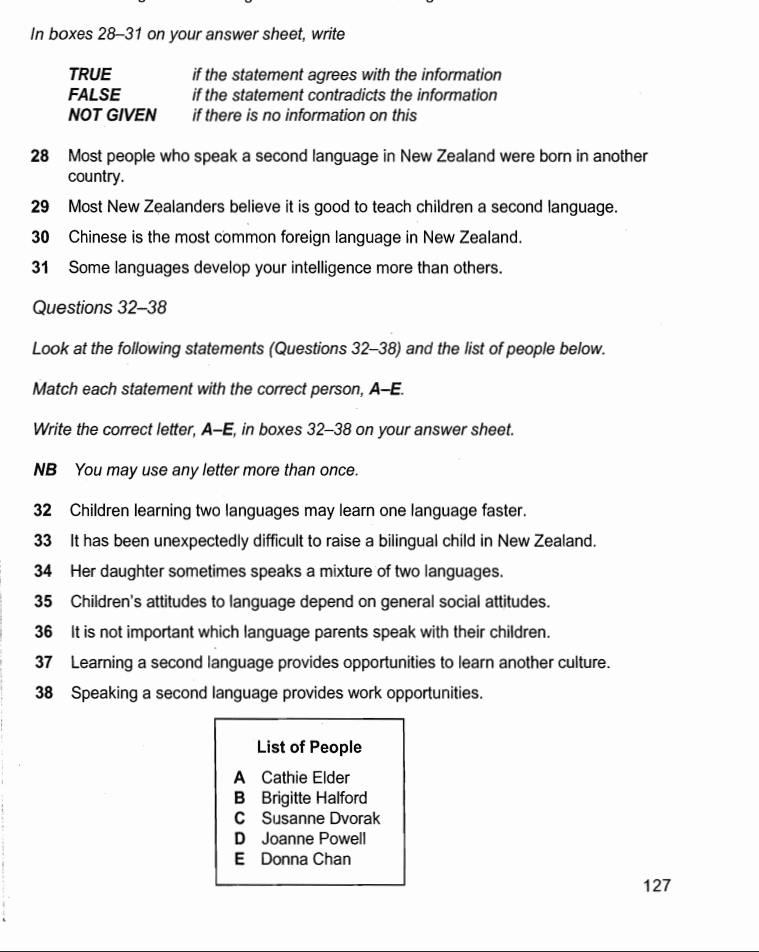 In boxes 28–31 on your answer sheet, write
TRUE if the statement agrees with the information
FALSE if the statement contradicts the information
NOT GIVEN if there is no information on this
28 Most people who speak a second language in New Zealand were born in another
country.
29 Most New Zealanders believe it is good to teach children a second language.
30 Chinese is the most common foreign language in New Zealand.
31 Some languages develop your intelligence more than others.
Questions 32–38
Look at the following statements (Questions 32–38) and the list of people below.
Match each statement with the correct person, A–E.
Write the correct letter, A–E, in boxes 32–38 on your answer sheet.
NB You may use any letter more than once.
32 Children learning two languages may learn one language faster.
33 It has been unexpectedly difficult to raise a bilingual child in New Zealand.
34 Her daughter sometimes speaks a mixture of two languages.
35 Children's attitudes to language depend on general social attitudes.
36 It is not important which language parents speak with their children.
37 Learning a second language provides opportunities to learn another culture.
38 Speaking a second language provides work opportunities.
List of People
A Cathie Elder
B Brigitte Halford
C Susanne Dvorak
D Joanne Powell
E Donna Chan
127